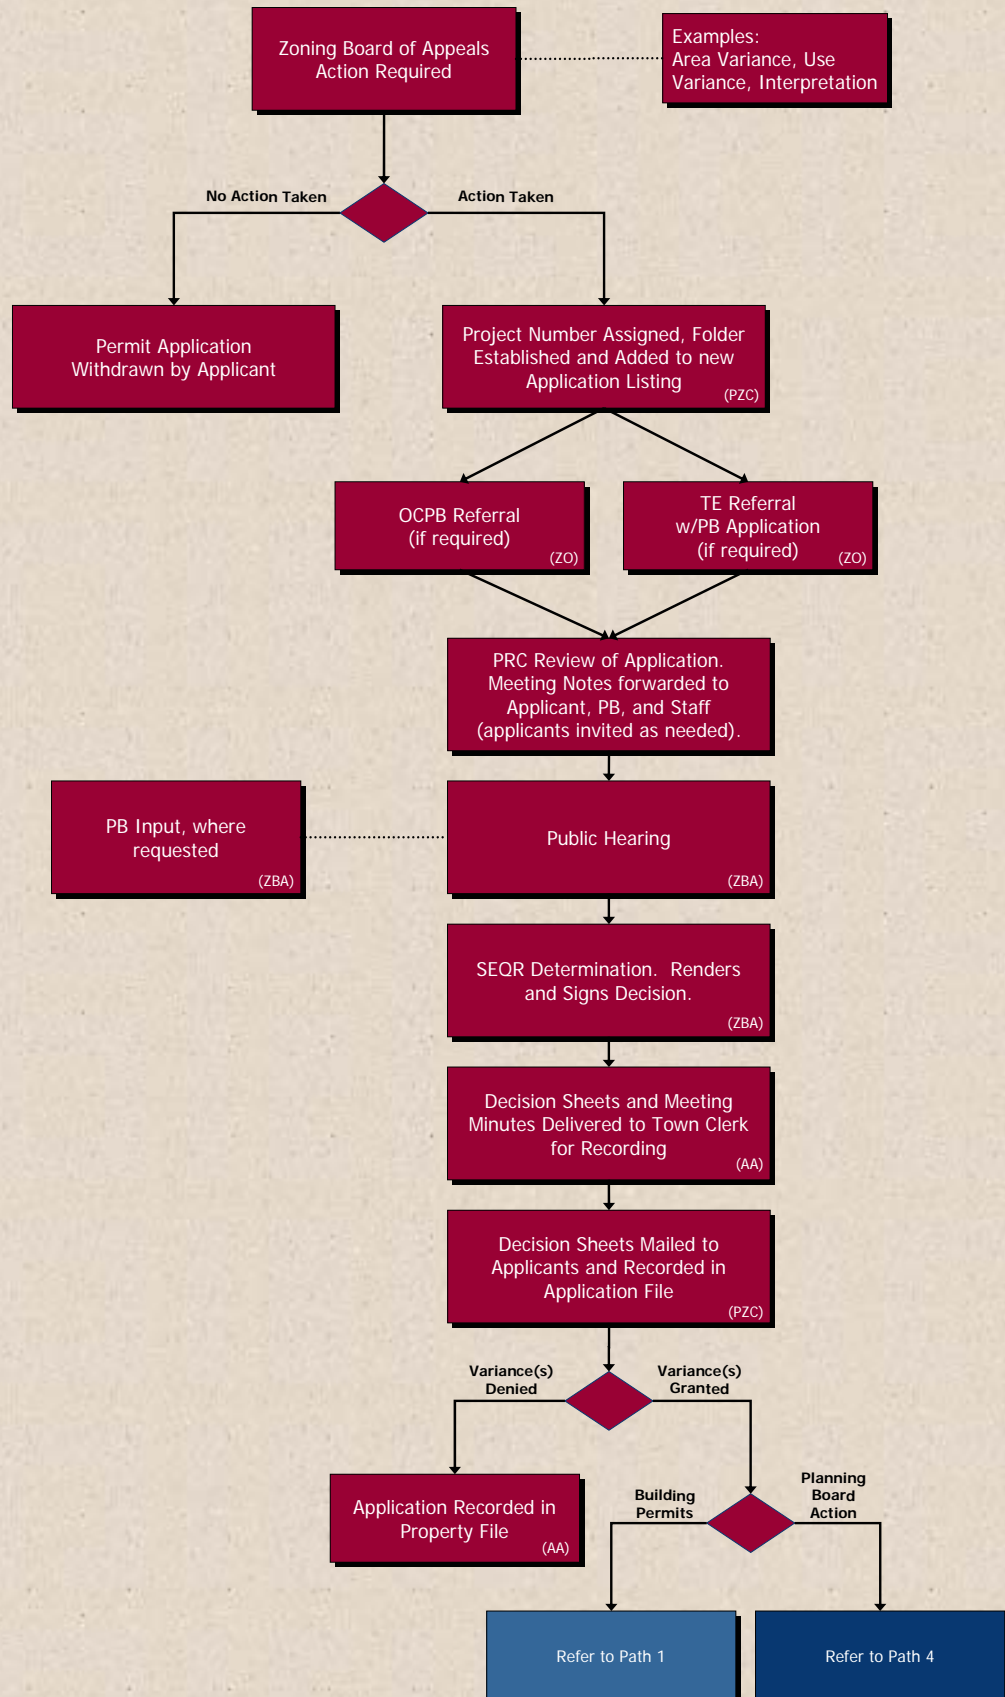 Zoning Board of Appeals
Action Required
Examples:
Area Variance, Use
Variance, Interpretation
No Action Taken
Action Taken
Permit Application
Withdrawn by Applicant
Project Number Assigned, Folder
Established and Added to new
Application Listing
(PZC)
OCPB Referral
(if required)
(ZO)
TE Referral
w/PB Application
(if required)
(ZO)
PRC Review of Application.
Meeting Notes forwarded to
Applicant, PB, and Staff
(applicants invited as needed).
PB Input, where
requested
(ZBA)
Public Hearing
(ZBA)
SEQR Determination.  Renders
and Signs Decision.
(ZBA)
Decision Sheets and Meeting
Minutes Delivered to Town Clerk
for Recording
(AA)
Decision Sheets Mailed to
Applicants and Recorded in
Application File
(PZC)
Variance(s)
Denied
Variance(s)
Granted
Application Recorded in
Property File
(AA)
Building
Permits
Planning
Board
Action
Refer to Path 1
Refer to Path 4